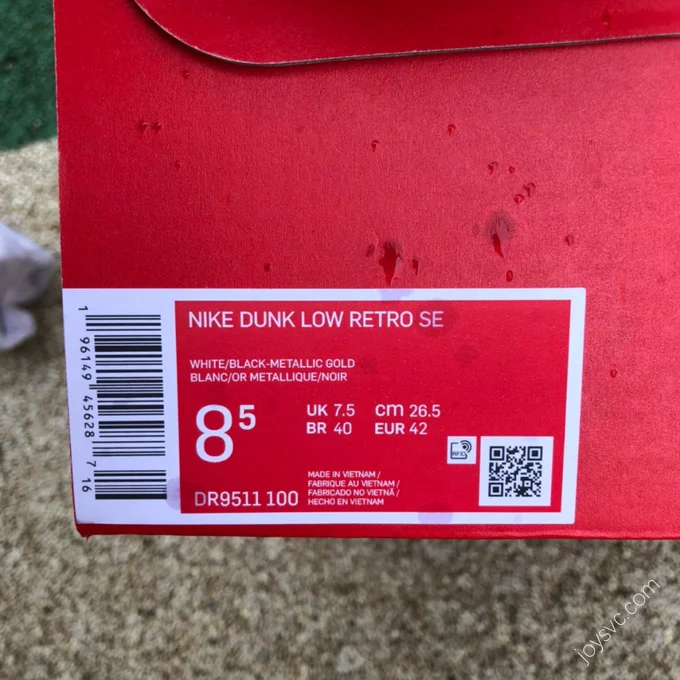 NIKE DUNK LOW RETRO SE
WHITE/BLACK-METALLIC GOLD
BLANC/OR METALLIQUE/NOIR
8⁵
UK 7.5 cm 26.5
BR 40 EUR 42
RFID
DR9511 100
MADE IN VIETNAM /
FABRIQUE AU VIETNAM /
FABRICADO NO VIETNÃ /
HECHO EN VIETNAM
1 96149 45628 7 16
joysvc.com